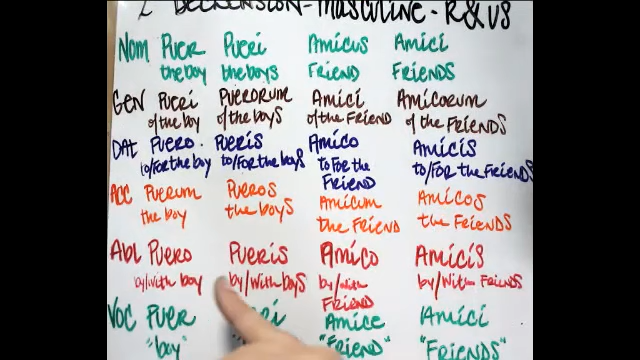 2 DECLENSION - MASCULINE - R & US
NOM PUER PUERI AMICUS AMICI
the boy the boys FRIEND FRIENDS
GEN PUERI PUERORUM AMICI AMICORUM
of the boy of the boys of the FRIEND of the FRIENDS
DAT PUERO PUERIS AMICO AMICIS
to/FOR the boy to/FOR the boys to FOR the FRIEND to/FOR the FRIENDS
ACC PUERUM PUEROS AMICUM AMICOS
the boy the boys the FRIEND the FRIENDS
Abl PUERO PUERIS AMICO AMICIS
by/with boy by/with boys by/with FRIEND by/with FRIENDS
VOC PUER AMICE AMICI
"boy" "FRIEND" "FRIENDS"